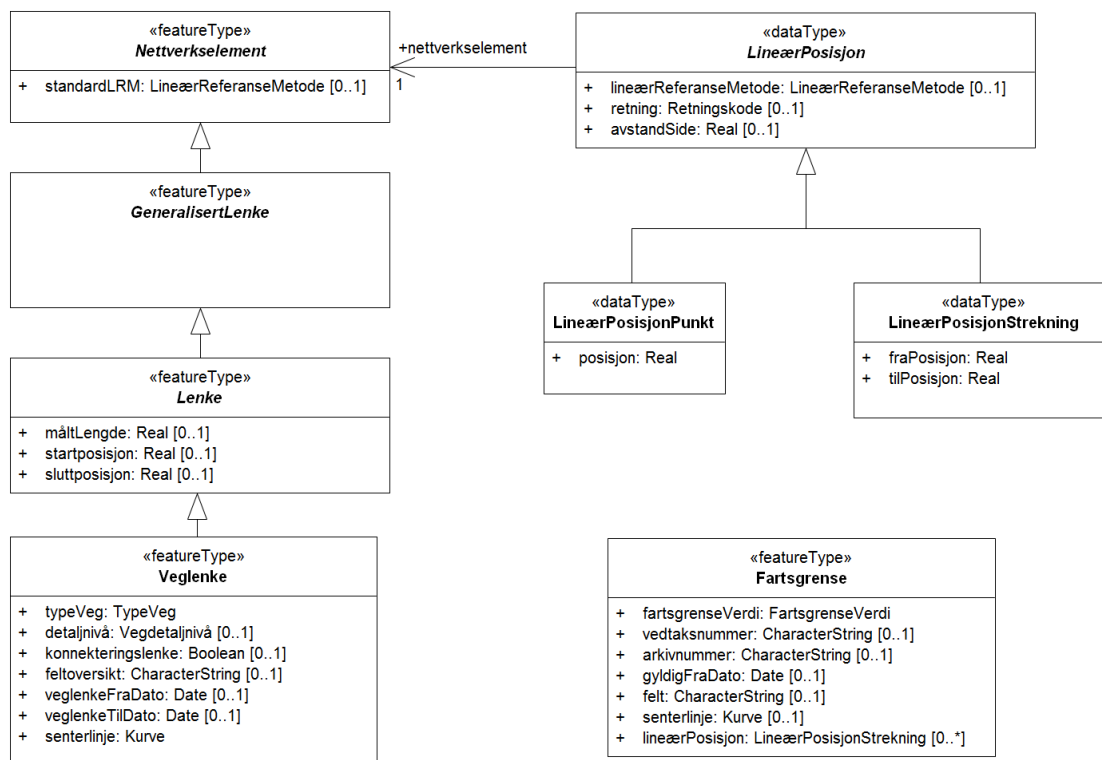 «featureType»
Nettverkselement
+ standardLRM: LineærReferanseMetode [0..1]
+nettverkselement
1
«dataType»
LineærPosisjon
+ lineærReferanseMetode: LineærReferanseMetode [0..1]
+ retning: Retningskode [0..1]
+ avstandSide: Real [0..1]
«featureType»
GeneralisertLenke
«dataType»
LineærPosisjonPunkt
+ posisjon: Real
«dataType»
LineærPosisjonStrekning
+ fraPosisjon: Real
+ tilPosisjon: Real
«featureType»
Lenke
+ måltLengde: Real [0..1]
+ startposisjon: Real [0..1]
+ sluttposisjon: Real [0..1]
«featureType»
Veglenke
+ typeVeg: TypeVeg
+ detaljnivå: Vegdetaljnivå [0..1]
+ konnekteringslenke: Boolean [0..1]
+ feltoversikt: CharacterString [0..1]
+ veglenkeFraDato: Date [0..1]
+ veglenkeTilDato: Date [0..1]
+ senterlinje: Kurve
«featureType»
Fartsgrense
+ fartsgrenseVerdi: FartsgrenseVerdi
+ vedtaksnummer: CharacterString [0..1]
+ arkivnummer: CharacterString [0..1]
+ gyldigFraDato: Date [0..1]
+ felt: CharacterString [0..1]
+ senterlinje: Kurve [0..1]
+ lineærPosisjon: LineærPosisjonStrekning [0..*]